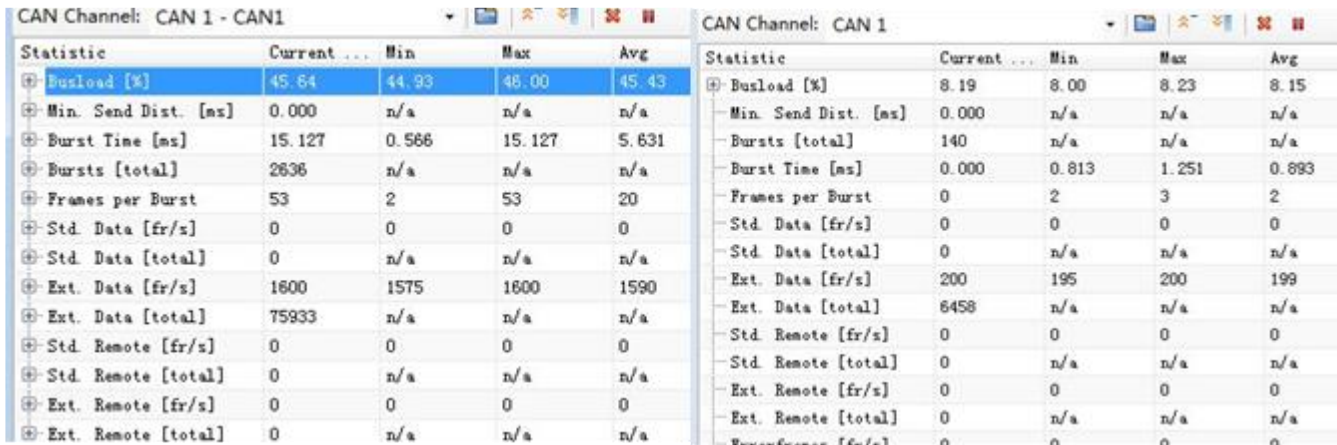 CAN Channel: CAN 1 - CAN1
Statistic Current ... Min Max Avg
Busload [%] 45.64 44.93 46.00 45.43
Min. Send Dist. [ms] 0.000 n/a n/a n/a
Burst Time [ms] 15.127 0.566 15.127 5.631
Bursts [total] 2636 n/a n/a n/a
Frames per Burst 53 2 53 20
Std. Data [fr/s] 0 0 0 0
Std. Data [total] 0 n/a n/a n/a
Ext. Data [fr/s] 1600 1575 1600 1590
Ext. Data [total] 75933 n/a n/a n/a
Std. Remote [fr/s] 0 0 0 0
Std. Remote [total] 0 n/a n/a n/a
Ext. Remote [fr/s] 0 0 0 0
Ext. Remote [total] 0 n/a n/a n/a
CAN Channel: CAN 1
Statistic Current ... Min Max Avg
Busload [%] 8.19 8.00 8.23 8.15
Min. Send Dist. [ms] 0.000 n/a n/a n/a
Bursts [total] 140 n/a n/a n/a
Burst Time [ms] 0.000 0.813 1.251 0.893
Frames per Burst 0 2 3 2
Std. Data [fr/s] 0 0 0 0
Std. Data [total] 0 n/a n/a n/a
Ext. Data [fr/s] 200 195 200 199
Ext. Data [total] 6458 n/a n/a n/a
Std. Remote [fr/s] 0 0 0 0
Std. Remote [total] 0 n/a n/a n/a
Ext. Remote [fr/s] 0 0 0 0
Ext. Remote [total] 0 n/a n/a n/a